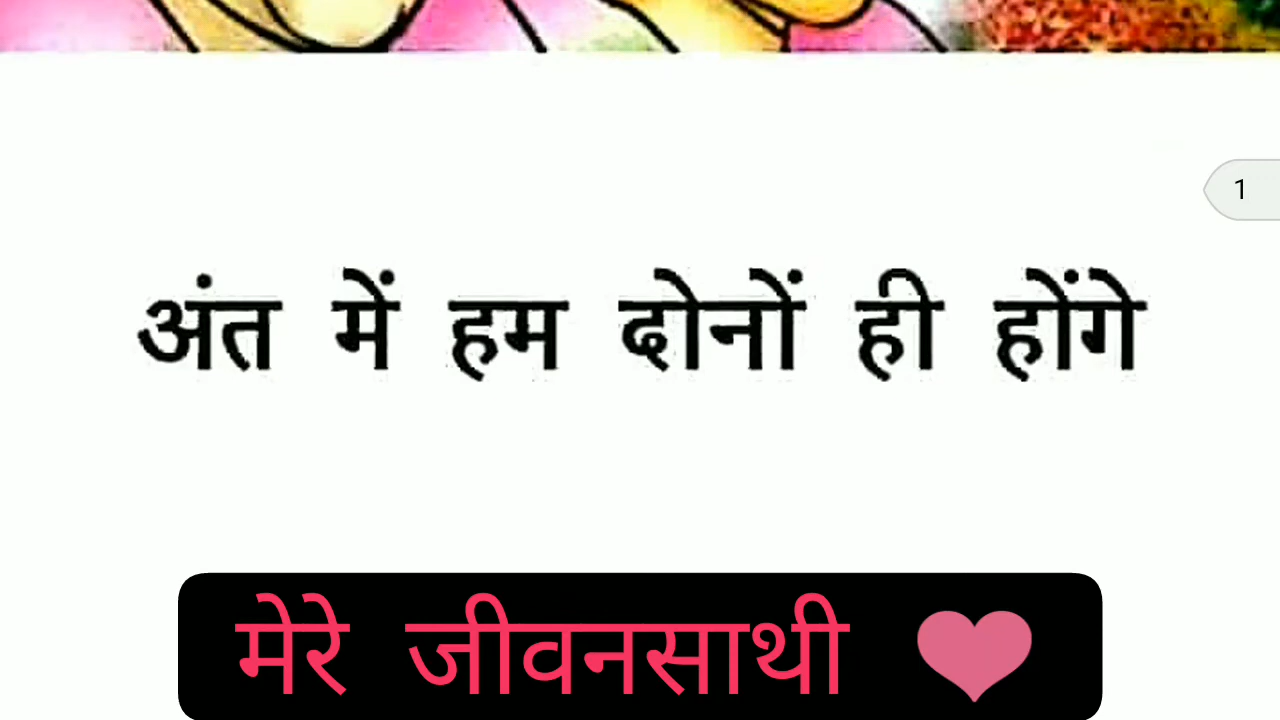 1
अंत में हम दोनों ही होंगे
मेरे जीवनसाथी ❤